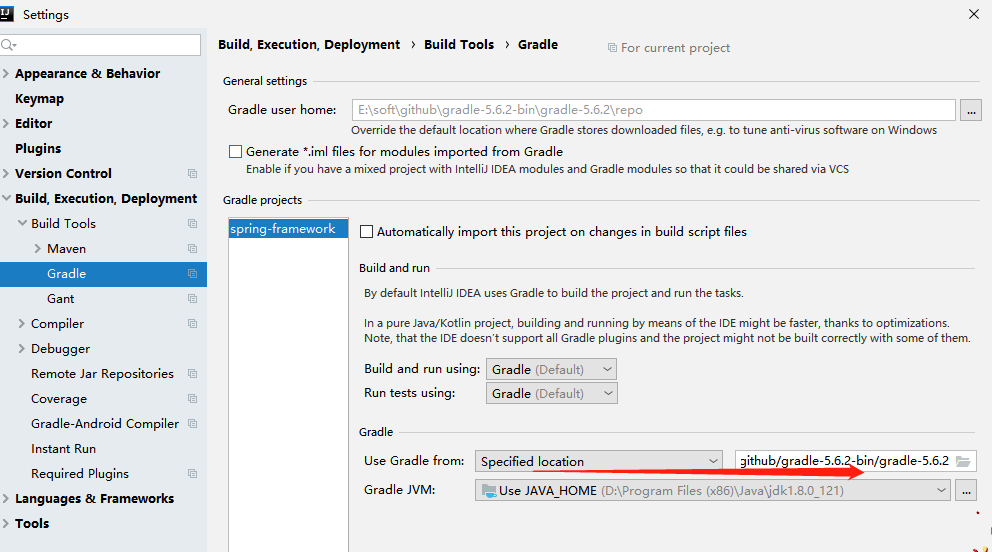 IJ Settings
Build, Execution, Deployment › Build Tools › Gradle For current project
Appearance & Behavior
Keymap
Editor
Plugins
Version Control
Build, Execution, Deployment
Build Tools
Maven
Gradle
Gant
Compiler
Debugger
Remote Jar Repositories
Coverage
Gradle-Android Compiler
Instant Run
Required Plugins
Languages & Frameworks
Tools
General settings
Gradle user home: E:\soft\github\gradle-5.6.2-bin\gradle-5.6.2\repo ...
Override the default location where Gradle stores downloaded files, e.g. to tune anti-virus software on Windows
Generate *.iml files for modules imported from Gradle
Enable if you have a mixed project with IntelliJ IDEA modules and Gradle modules so that it could be shared via VCS
Gradle projects
spring-framework
Automatically import this project on changes in build script files
Build and run
By default IntelliJ IDEA uses Gradle to build the project and run the tasks.
In a pure Java/Kotlin project, building and running by means of the IDE might be faster, thanks to optimizations.
Note, that the IDE doesn't support all Gradle plugins and the project might not be built correctly with some of them.
Build and run using: Gradle (Default)
Run tests using: Gradle (Default)
Gradle
Use Gradle from: Specified location github/gradle-5.6.2-bin/gradle-5.6.2
Gradle JVM: Use JAVA_HOME (D:\Program Files (x86)\Java\jdk1.8.0_121) ...